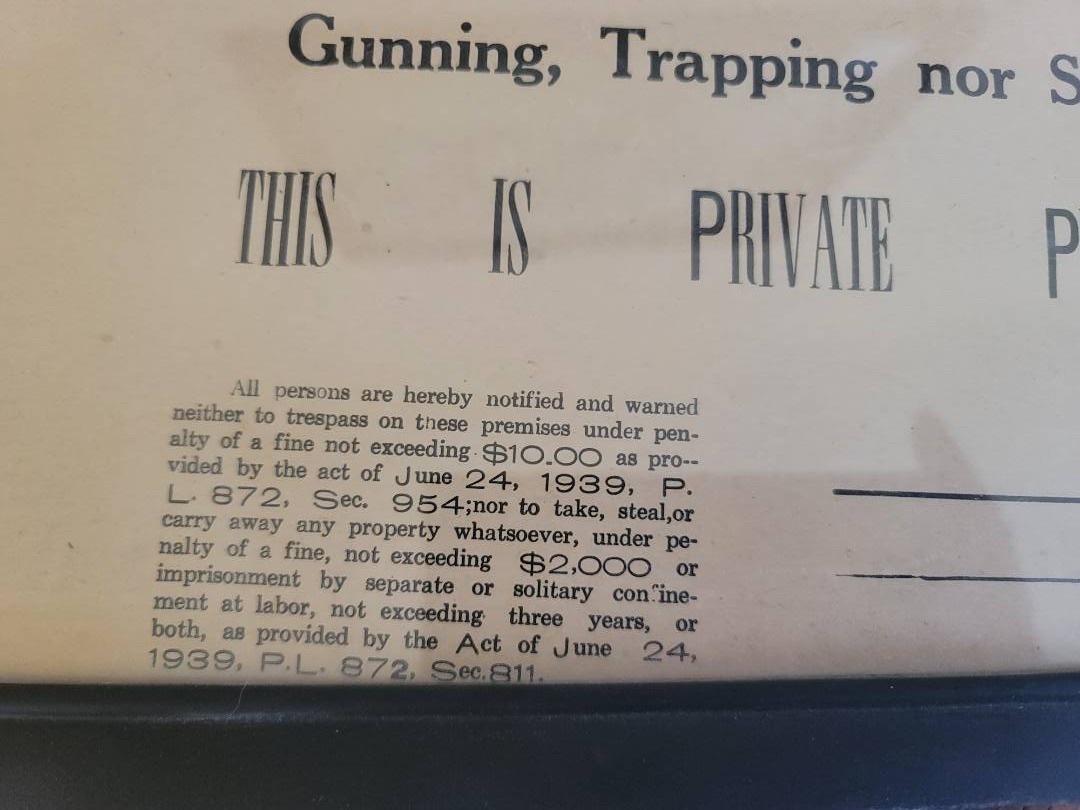 Gunning, Trapping nor S
THIS IS PRIVATE P
All persons are hereby notified and warned
neither to trespass on these premises under pen-
alty of a fine not exceeding $10.00 as pro--
vided by the act of June 24, 1939, P.
L. 872, Sec. 954;nor to take, steal,or
carry away any property whatsoever, under pe-
nalty of a fine, not exceeding $2,000 or
imprisonment by separate or solitary confine-
ment at labor, not exceeding three years, or
both, as provided by the Act of June 24,
1939, P.L. 872, Sec.811.